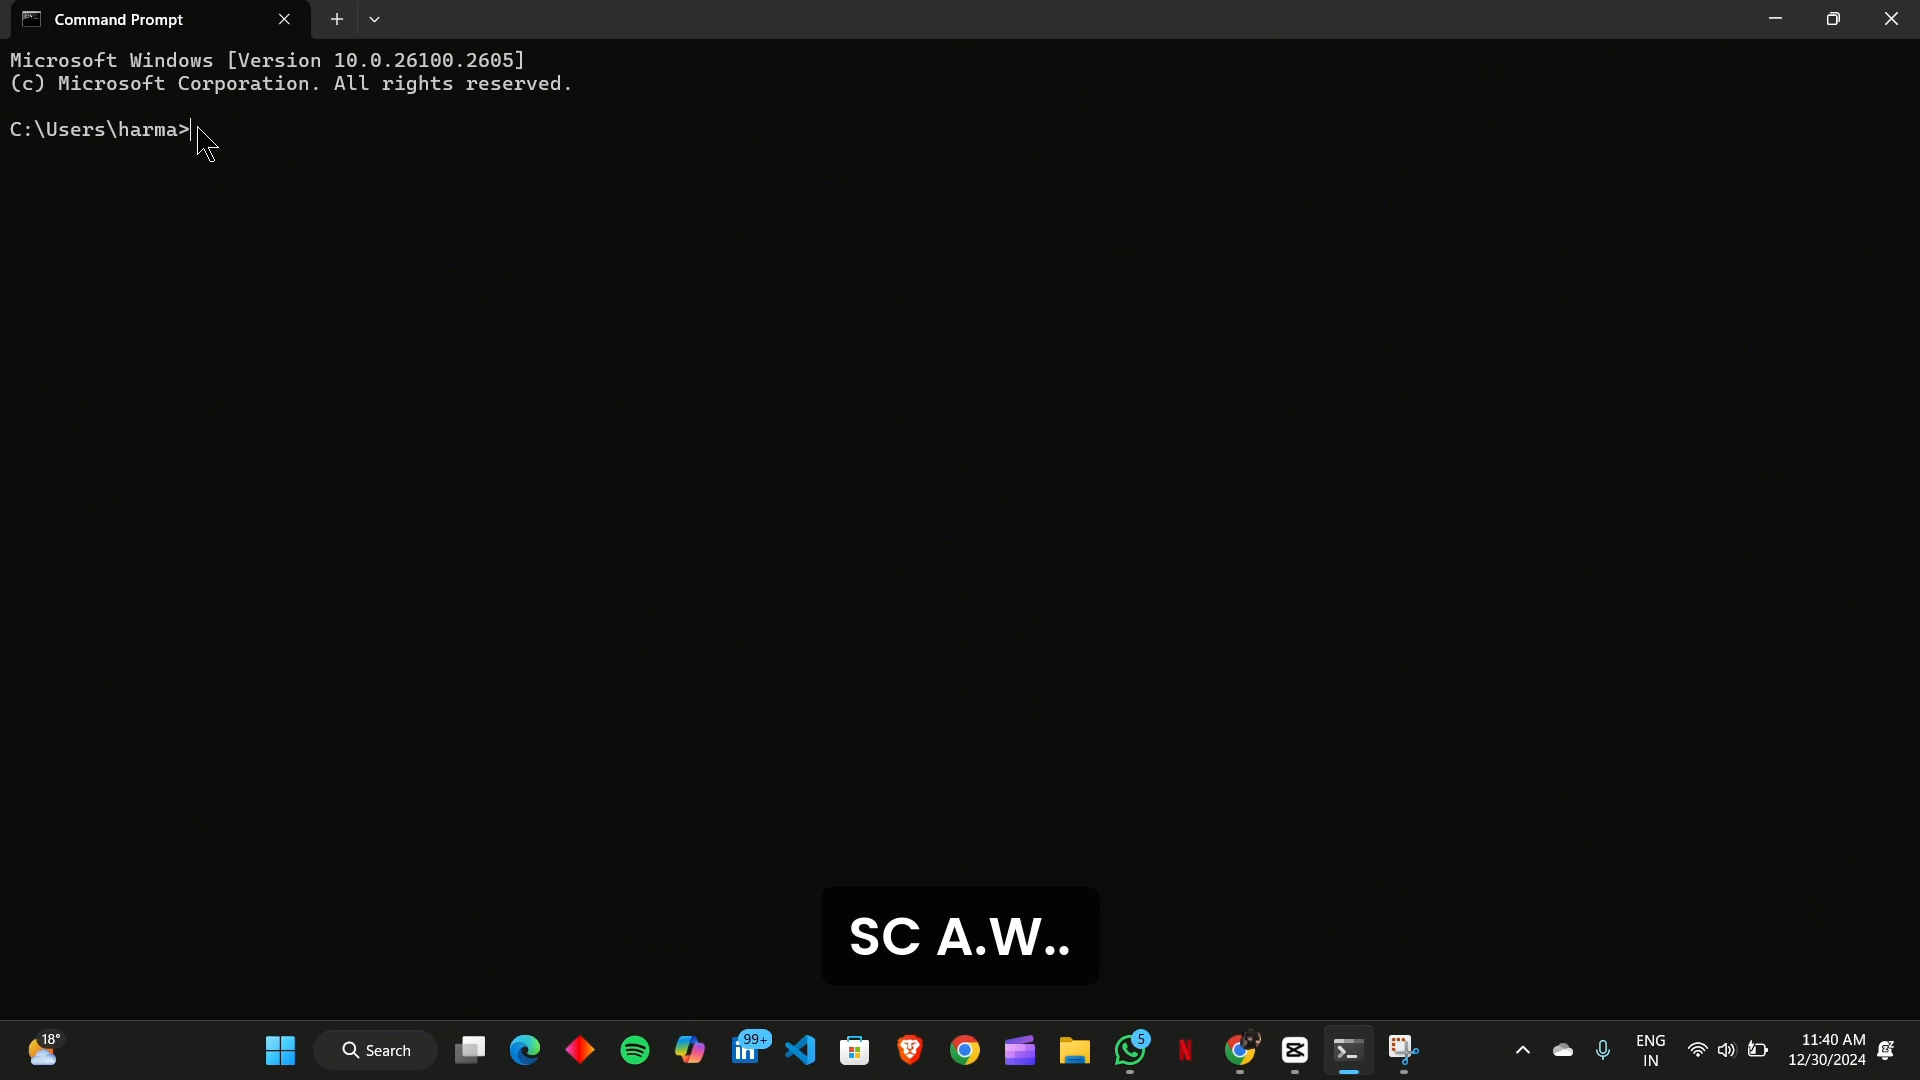 Command Prompt
Microsoft Windows [Version 10.0.26100.2605]
(c) Microsoft Corporation. All rights reserved.
C:\Users\harma>
SC A.W..
18°
Search
99+
in
5
N
ENG
IN
11:40 AM
12/30/2024